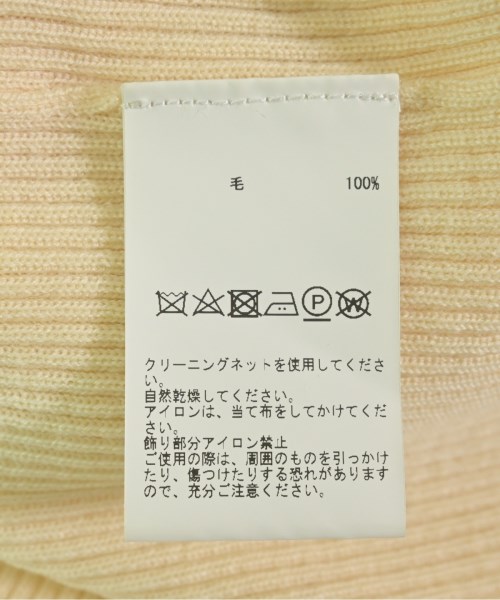 毛 100%
P W
クリーニングネットを使用してくださ
い。
自然乾燥してください。
アイロンは、当て布をしてかけてくだ
さい。
飾り部分アイロン禁止
ご使用の際は、周囲のものを引っかけ
たり、傷つけたりする恐れがあります
ので、充分ご注意ください。